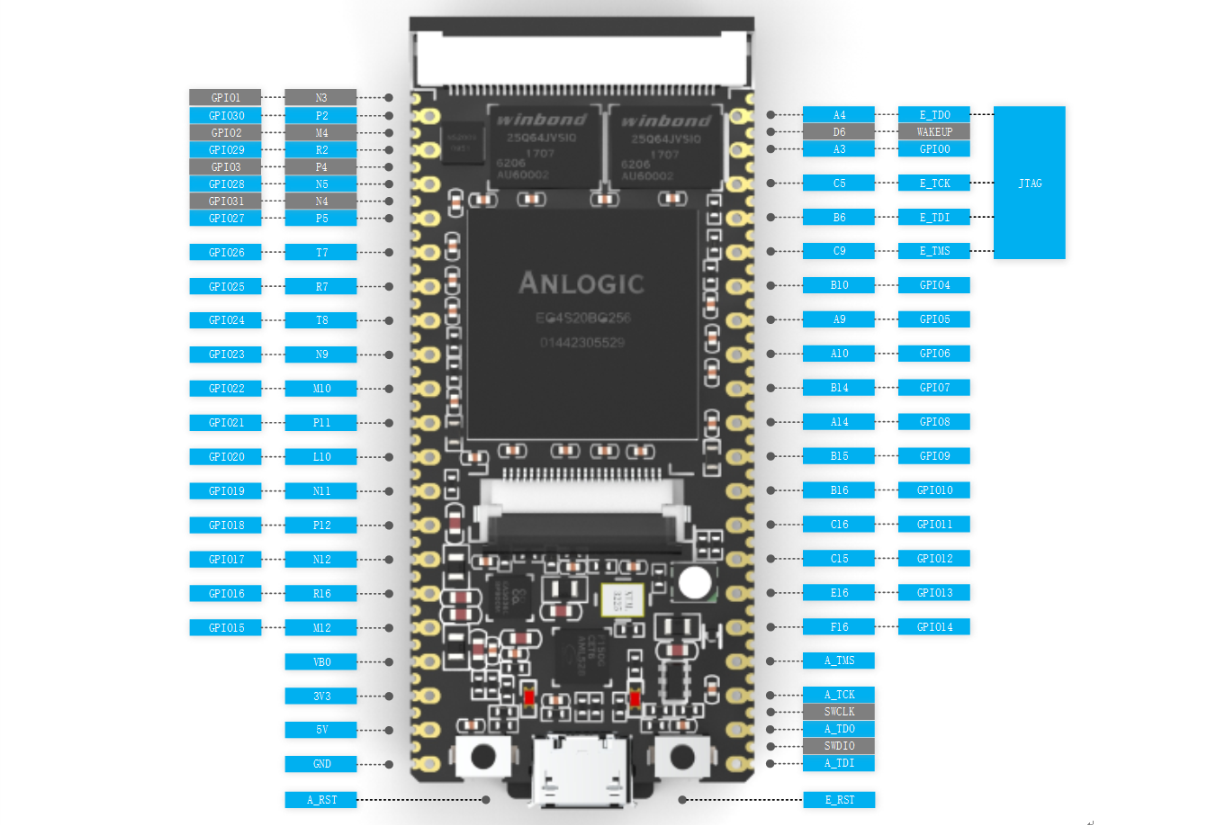 GPIO1 N3
GPIO30 P2
GPIO2 M4
GPIO29 R2
GPIO3 P4
GPIO28 N5
GPIO31 N4
GPIO27 P5
GPIO26 T7
GPIO25 R7
GPIO24 T8
GPIO23 N9
GPIO22 M10
GPIO21 P11
GPIO20 L10
GPIO19 N11
GPIO18 P12
GPIO17 N12
GPIO16 R16
GPIO15 M12
VB0
3V3
5V
GND
A_RST
winbond
25Q64JVSIO
1707
6206
AU60002
winbond
25Q64JVSIO
1707
6206
AU60002
ANLOGIC
EG4S20BG256
D1442305529
A4 E_TDO
D6 WAKEUP
A3 GPIO0
C5 E_TCK
B6 E_TDI
C9 E_TMS
JTAG
B10 GPIO4
A9 GPIO5
A10 GPIO6
B14 GPIO7
A14 GPIO8
B15 GPIO9
B16 GPIO10
C16 GPIO11
C15 GPIO12
E16 GPIO13
F16 GPIO14
A_TMS
A_TCK
SWCLK
A_TDO
SWDIO
A_TDI
E_RST